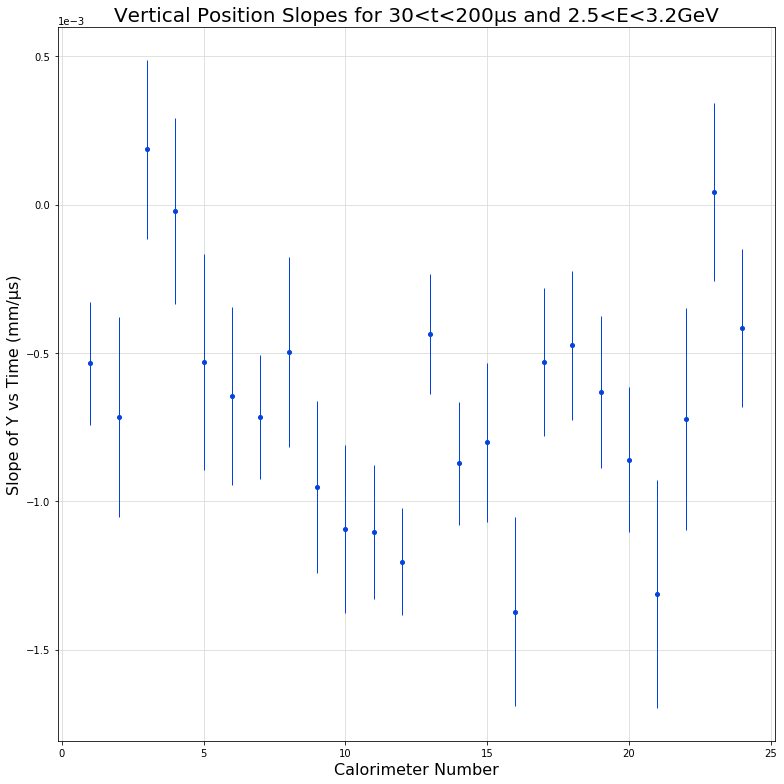 Vertical Position Slopes for 30<t<200μs and 2.5<E<3.2GeV
1e−3
0.5
0.0
−0.5
−1.0
−1.5
Slope of Y vs Time (mm/μs)
0 5 10 15 20 25
Calorimeter Number